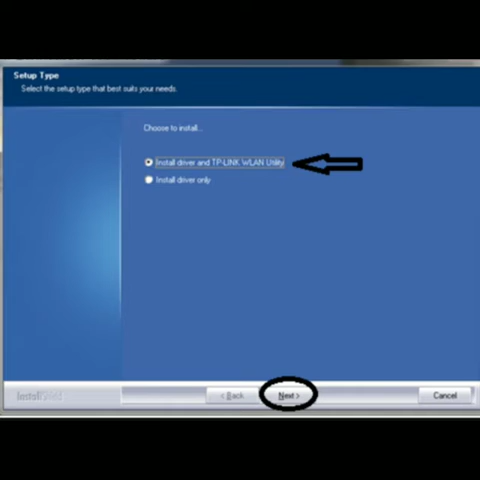 Setup Type
Select the setup type that best suits your needs.
Choose to install...
Install driver and TP-LINK WLAN Utility
Install driver only
InstallShield
< Back
Next >
Cancel